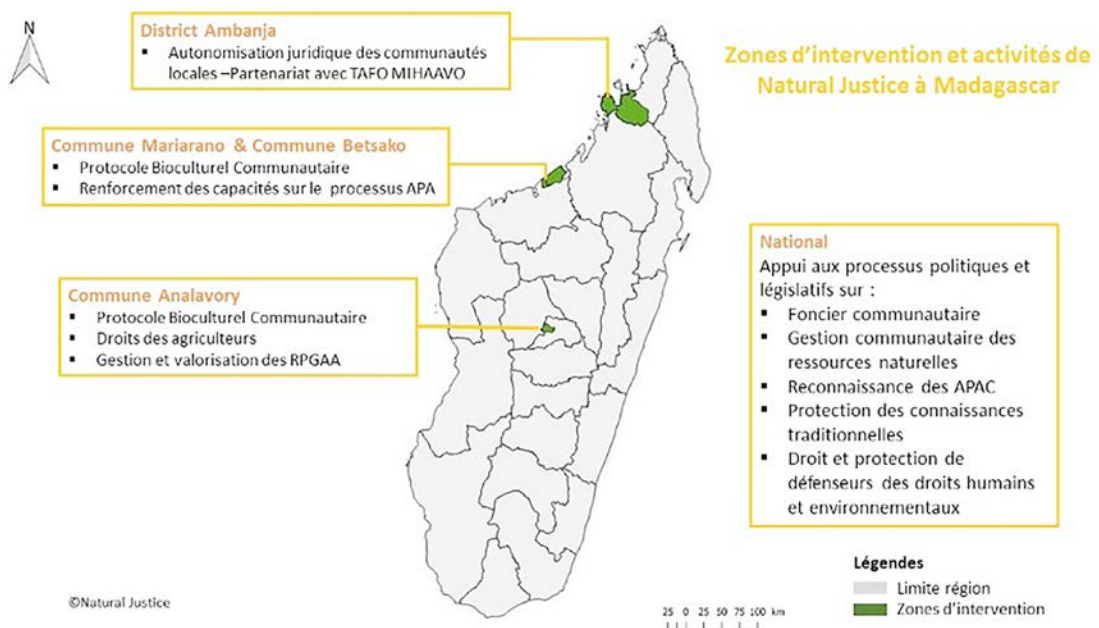 N
District Ambanja
▪ Autonomisation juridique des communautés
locales –Partenariat avec TAFO MIHAAVO
Zones d'intervention et activités de
Natural Justice à Madagascar
Commune Mariarano & Commune Betsako
▪ Protocole Bioculturel Communautaire
▪ Renforcement des capacités sur le processus APA
Commune Analavory
▪ Protocole Bioculturel Communautaire
▪ Droits des agriculteurs
▪ Gestion et valorisation des RPGAA
National
Appui aux processus politiques et
législatifs sur :
▪ Foncier communautaire
▪ Gestion communautaire des
ressources naturelles
▪ Reconnaissance des APAC
▪ Protection des connaissances
traditionnelles
▪ Droit et protection de
défenseurs des droits humains
et environnementaux
Légendes
Limite région
Zones d'intervention
©Natural Justice
25 0 25 50 75 100 km